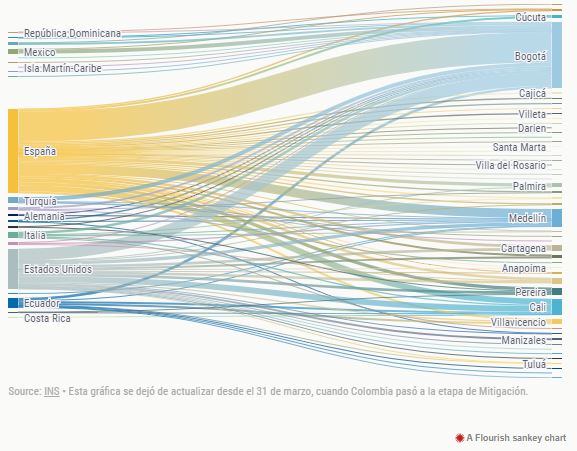 República Dominicana
Mexico
Isla Martín-Caribe
España
Turquía
Alemania
Italia
Estados Unidos
Ecuador
Costa Rica
Cúcuta
Bogotá
Cajicá
Villeta
Darien
Santa Marta
Villa del Rosario
Palmira
Medellín
Cartagena
Anapoima
Pereira
Cali
Villavicencio
Manizales
Tuluá
Source: INS • Esta gráfica se dejó de actualizar desde el 31 de marzo, cuando Colombia pasó a la etapa de Mitigación.
A Flourish sankey chart